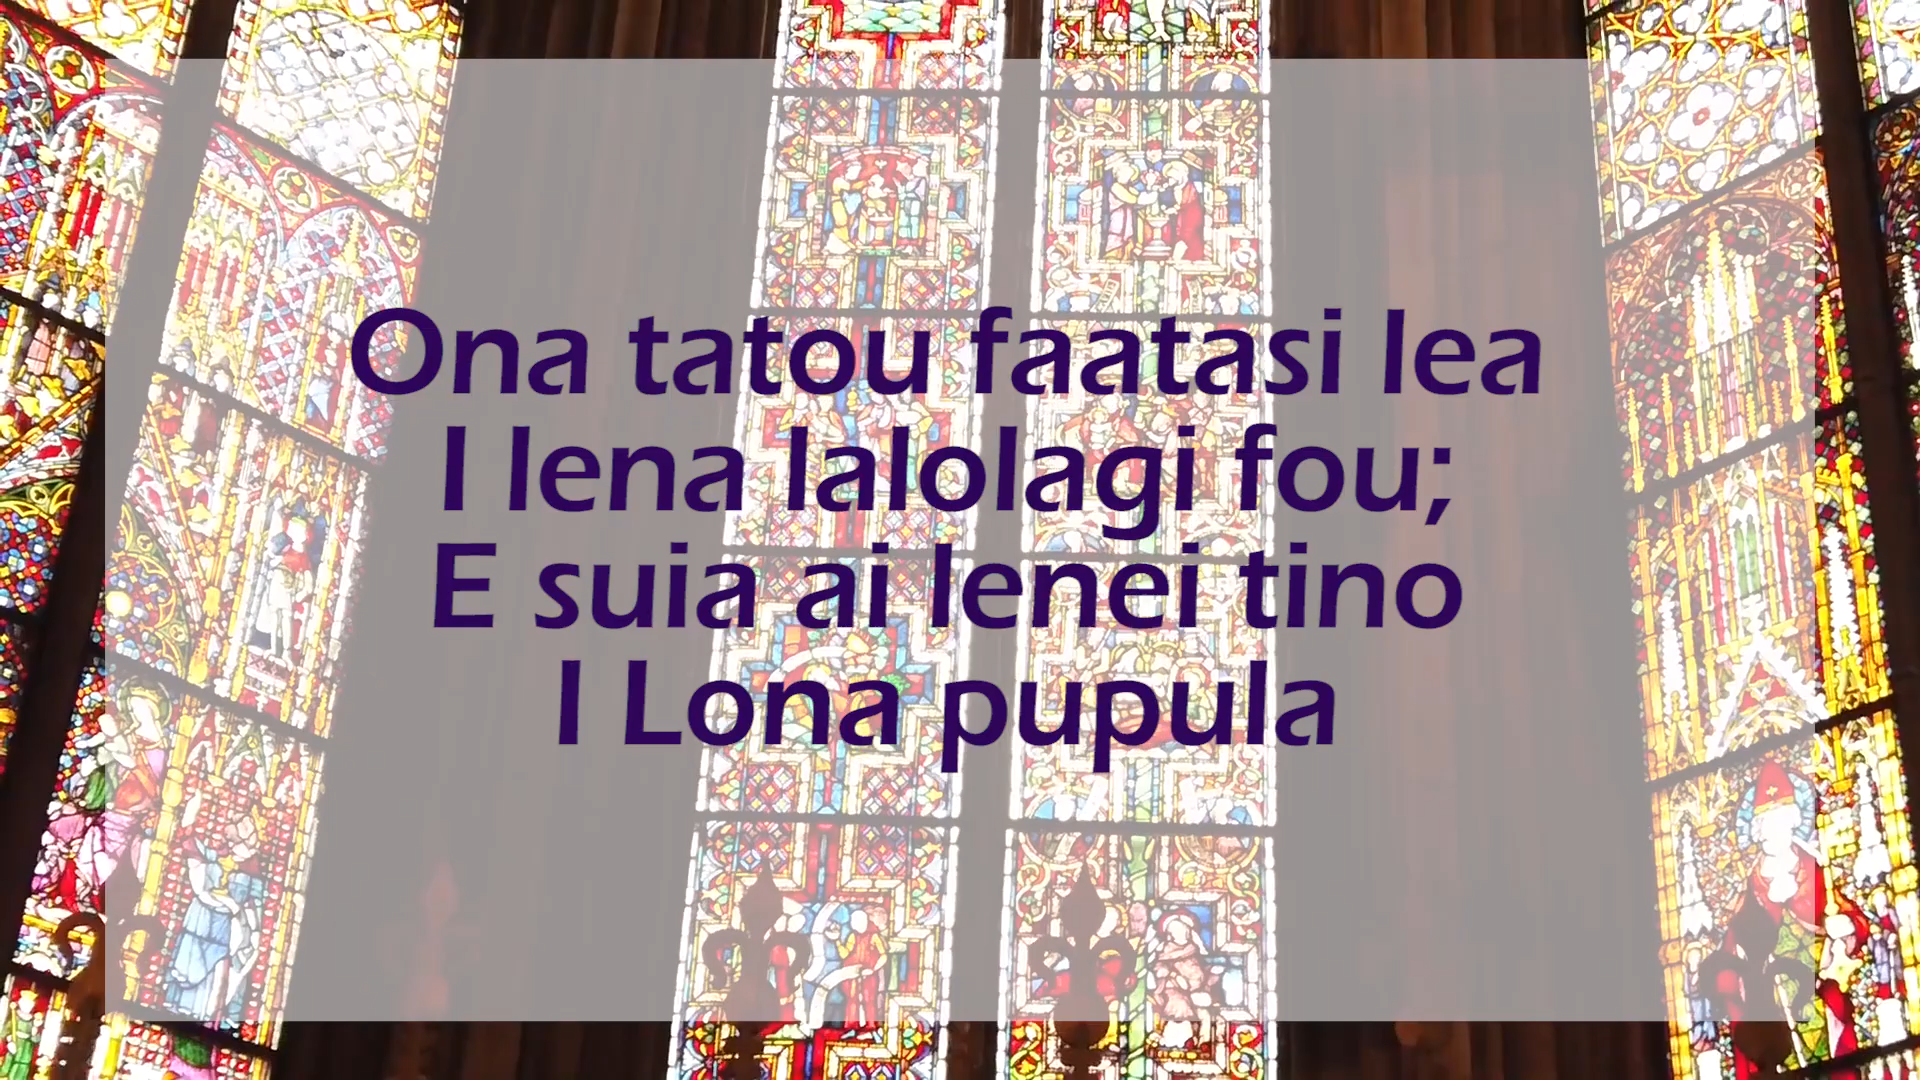 Ona tatou faatasi lea
I lena lalolagi fou;
E suia ai lenei tino
I Lona pupula